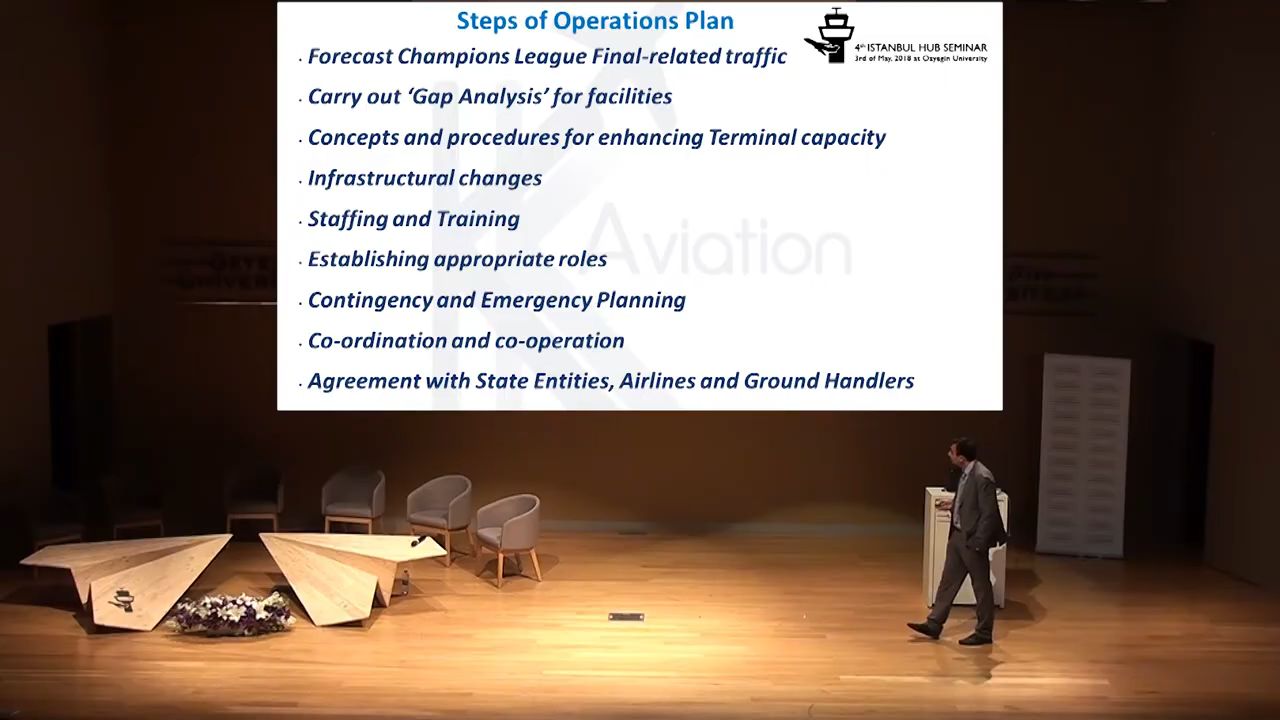 Steps of Operations Plan
4th ISTANBUL HUB SEMINAR
3rd of May, 2018 at Ozyegin University
· Forecast Champions League Final-related traffic
· Carry out ‘Gap Analysis’ for facilities
· Concepts and procedures for enhancing Terminal capacity
· Infrastructural changes
· Staffing and Training
· Establishing appropriate roles
· Contingency and Emergency Planning
· Co-ordination and co-operation
· Agreement with State Entities, Airlines and Ground Handlers
Aviation